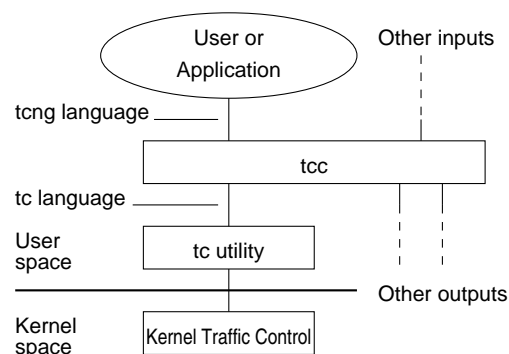 User or
Application
Other inputs
tcng language
tcc
tc language
User
space
tc utility
Other outputs
Kernel
space
Kernel Traffic Control